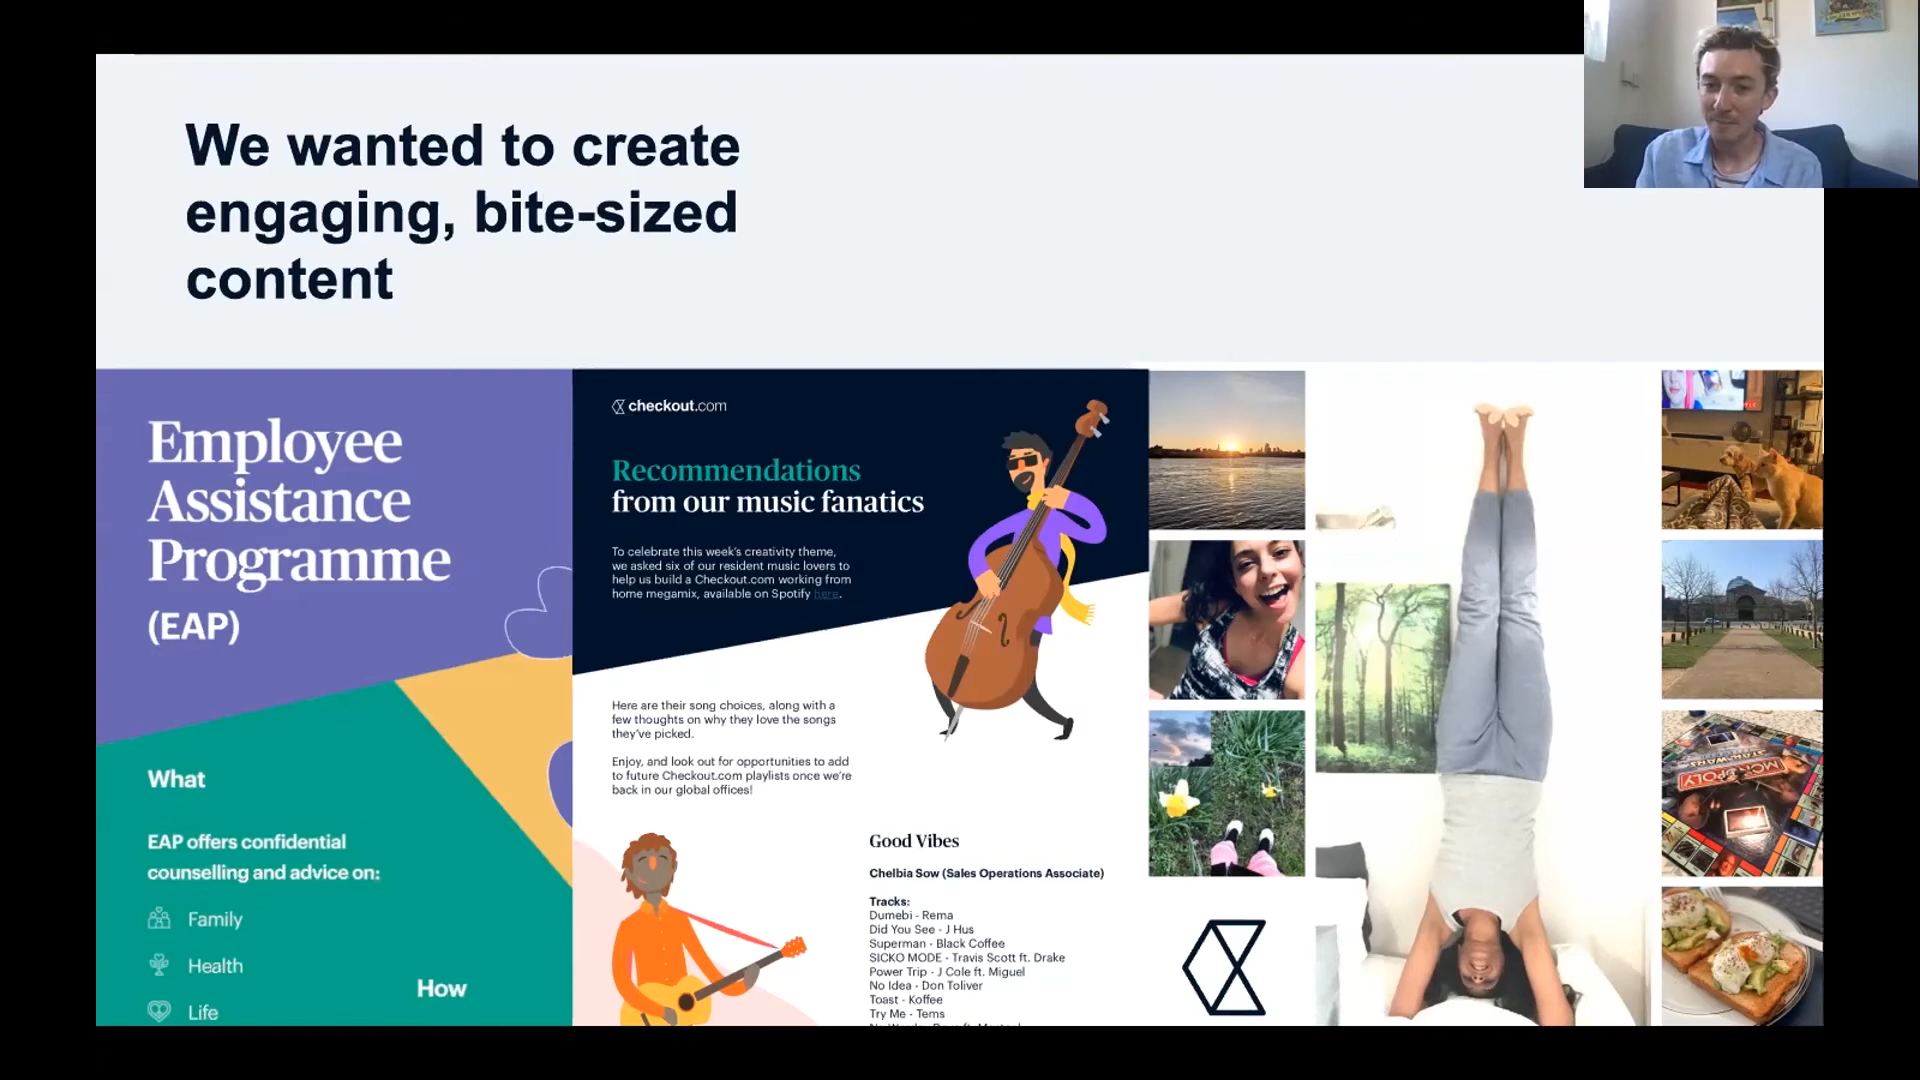 We wanted to create
engaging, bite-sized
content
Employee
Assistance
Programme
(EAP)
What
EAP offers confidential
counselling and advice on:
Family
Health
Life
How
checkout.com
Recommendations
from our music fanatics
To celebrate this week's creativity theme,
we asked six of our resident music lovers to
help us build a Checkout.com working from
home megamix, available on Spotify here.
Here are their song choices, along with a
few thoughts on why they love the songs
they've picked.
Enjoy, and look out for opportunities to add
to future Checkout.com playlists once we're
back in our global offices!
Good Vibes
Chelbia Sow (Sales Operations Associate)
Tracks:
Dumebi - Rema
Did You See - J Hus
Superman - Black Coffee
SICKO MODE - Travis Scott ft. Drake
Power Trip - J Cole ft. Miguel
No Idea - Don Toliver
Toast - Koffee
Try Me - Tems
STAR WARS
MONOPOLY